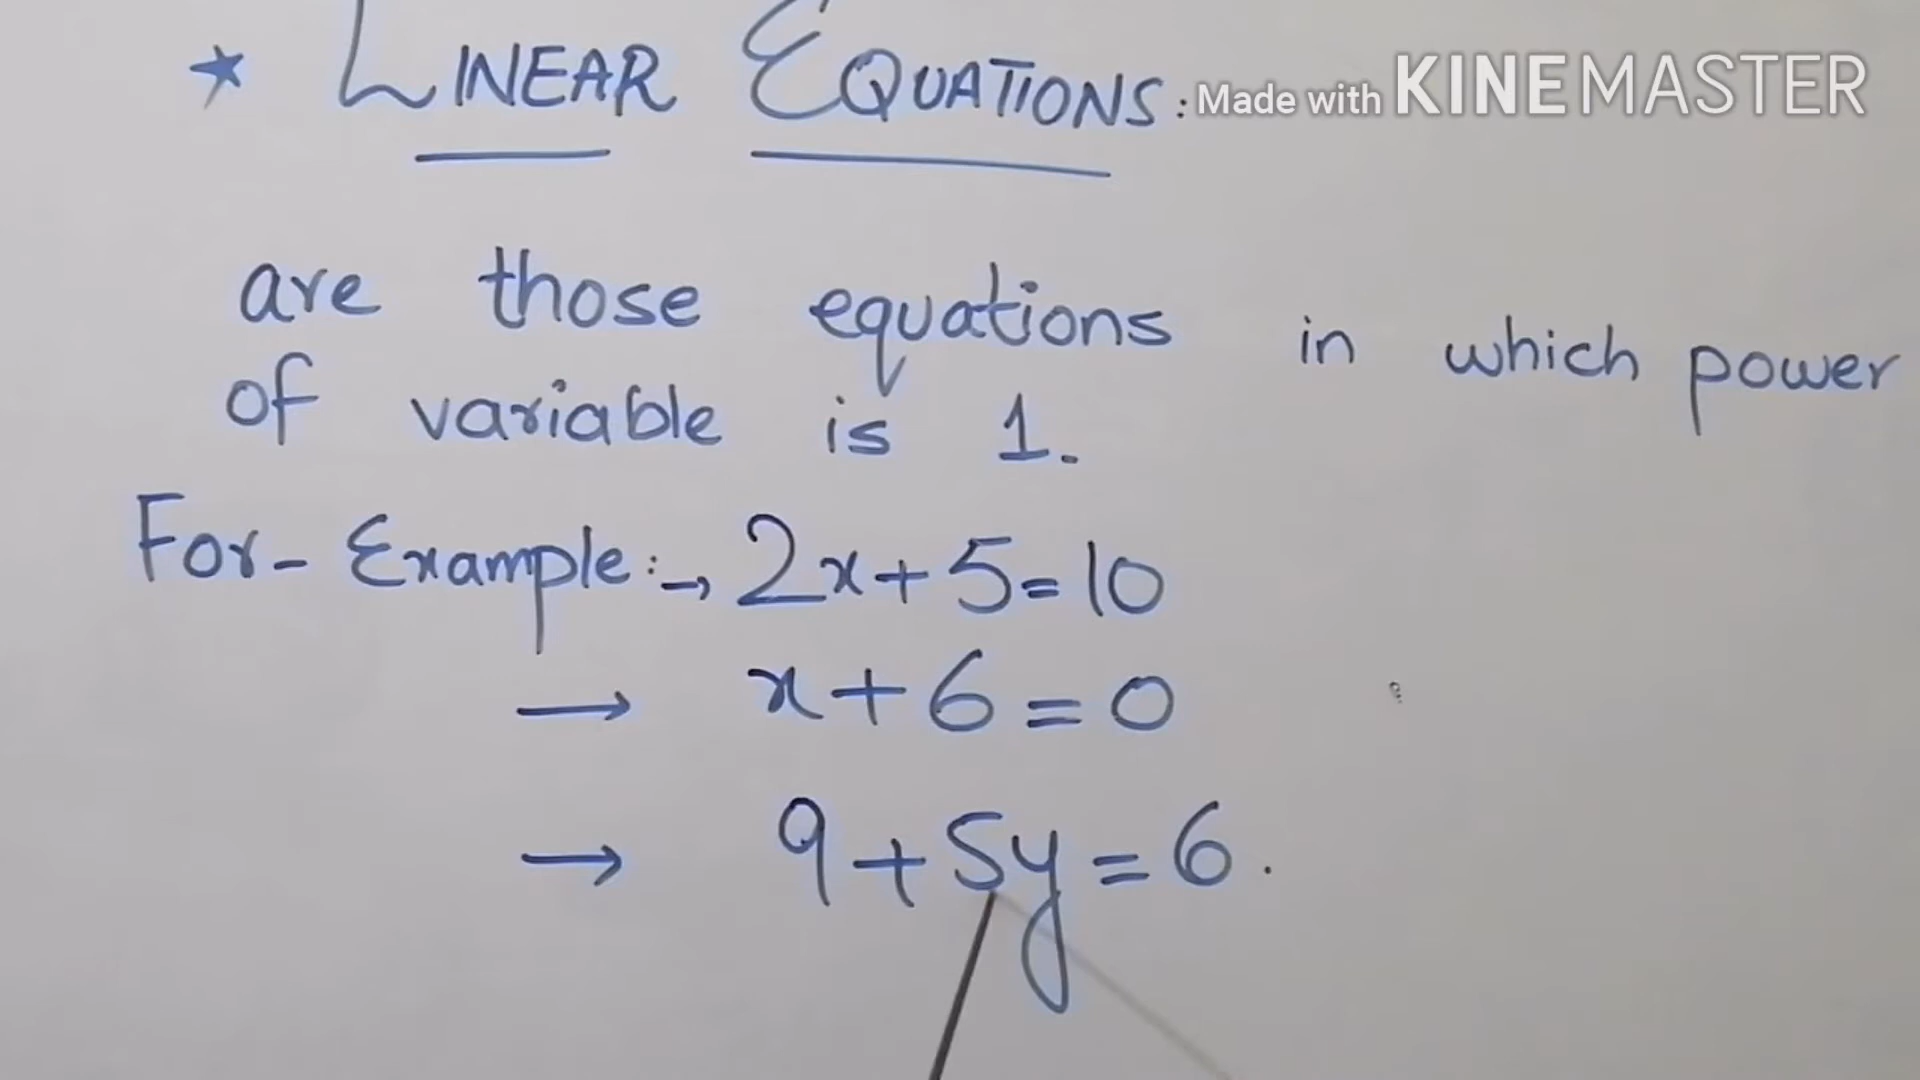 ★ LINEAR EQUATIONS: Made with KINEMASTER
are those equations in which power
of variable is 1.
For- Example:→ 2x+5=10
→ x+6=0
→ 9+5y=6.